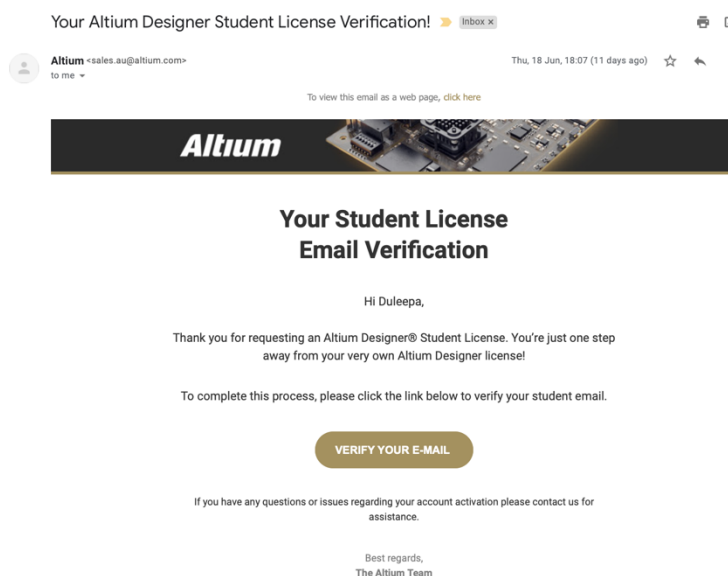 Your Altium Designer Student License Verification! Inbox x
Altium <sales.au@altium.com> Thu, 18 Jun, 18:07 (11 days ago)
to me
To view this email as a web page, click here
Altium
Your Student License
Email Verification
Hi Duleepa,
Thank you for requesting an Altium Designer® Student License. You’re just one step
away from your very own Altium Designer license!
To complete this process, please click the link below to verify your student email.
VERIFY YOUR E-MAIL
If you have any questions or issues regarding your account activation please contact us for
assistance.
Best regards,
The Altium Team